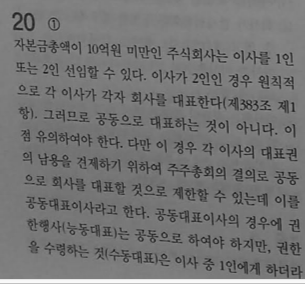 20 ①
자본금총액이 10억원 미만인 주식회사는 이사를 1인
또는 2인 선임할 수 있다. 이사가 2인인 경우 원칙적
으로 각 이사가 각자 회사를 대표한다(제383조 제1
항). 그러므로 공동으로 대표하는 것이 아니다. 이
점 유의하여야 한다. 다만 이 경우 각 이사의 대표권
의 남용을 견제하기 위하여 주주총회의 결의로 공동
으로 회사를 대표할 것으로 제한할 수 있는데 이를
공동대표이사라고 한다. 공동대표이사의 경우에 권
한행사(능동대표)는 공동으로 하여야 하지만, 권한
을 수령하는 것(수동대표)은 이사 중 1인에게 하더라